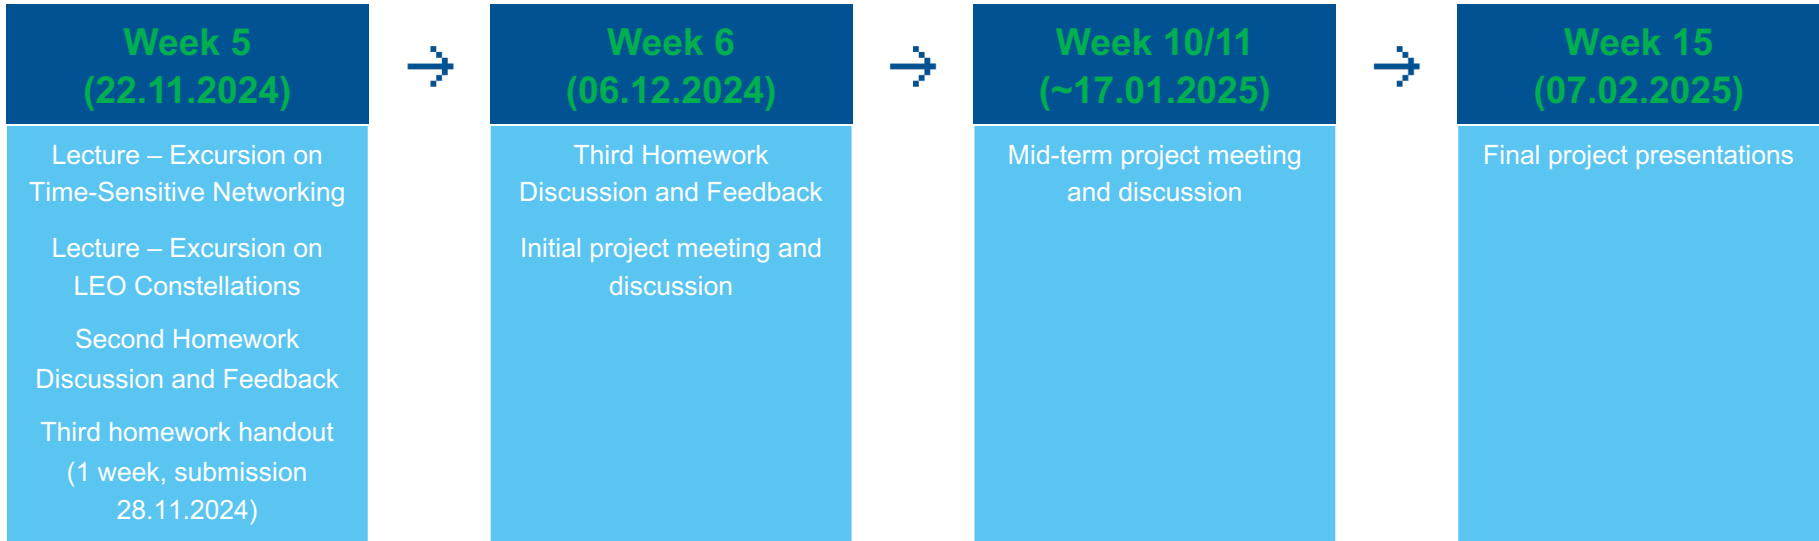 Week 5
(22.11.2024)
Lecture – Excursion on
Time-Sensitive Networking
Lecture – Excursion on
LEO Constellations
Second Homework
Discussion and Feedback
Third homework handout
(1 week, submission
28.11.2024)
Week 6
(06.12.2024)
Third Homework
Discussion and Feedback
Initial project meeting and
discussion
Week 10/11
(~17.01.2025)
Mid-term project meeting
and discussion
Week 15
(07.02.2025)
Final project presentations